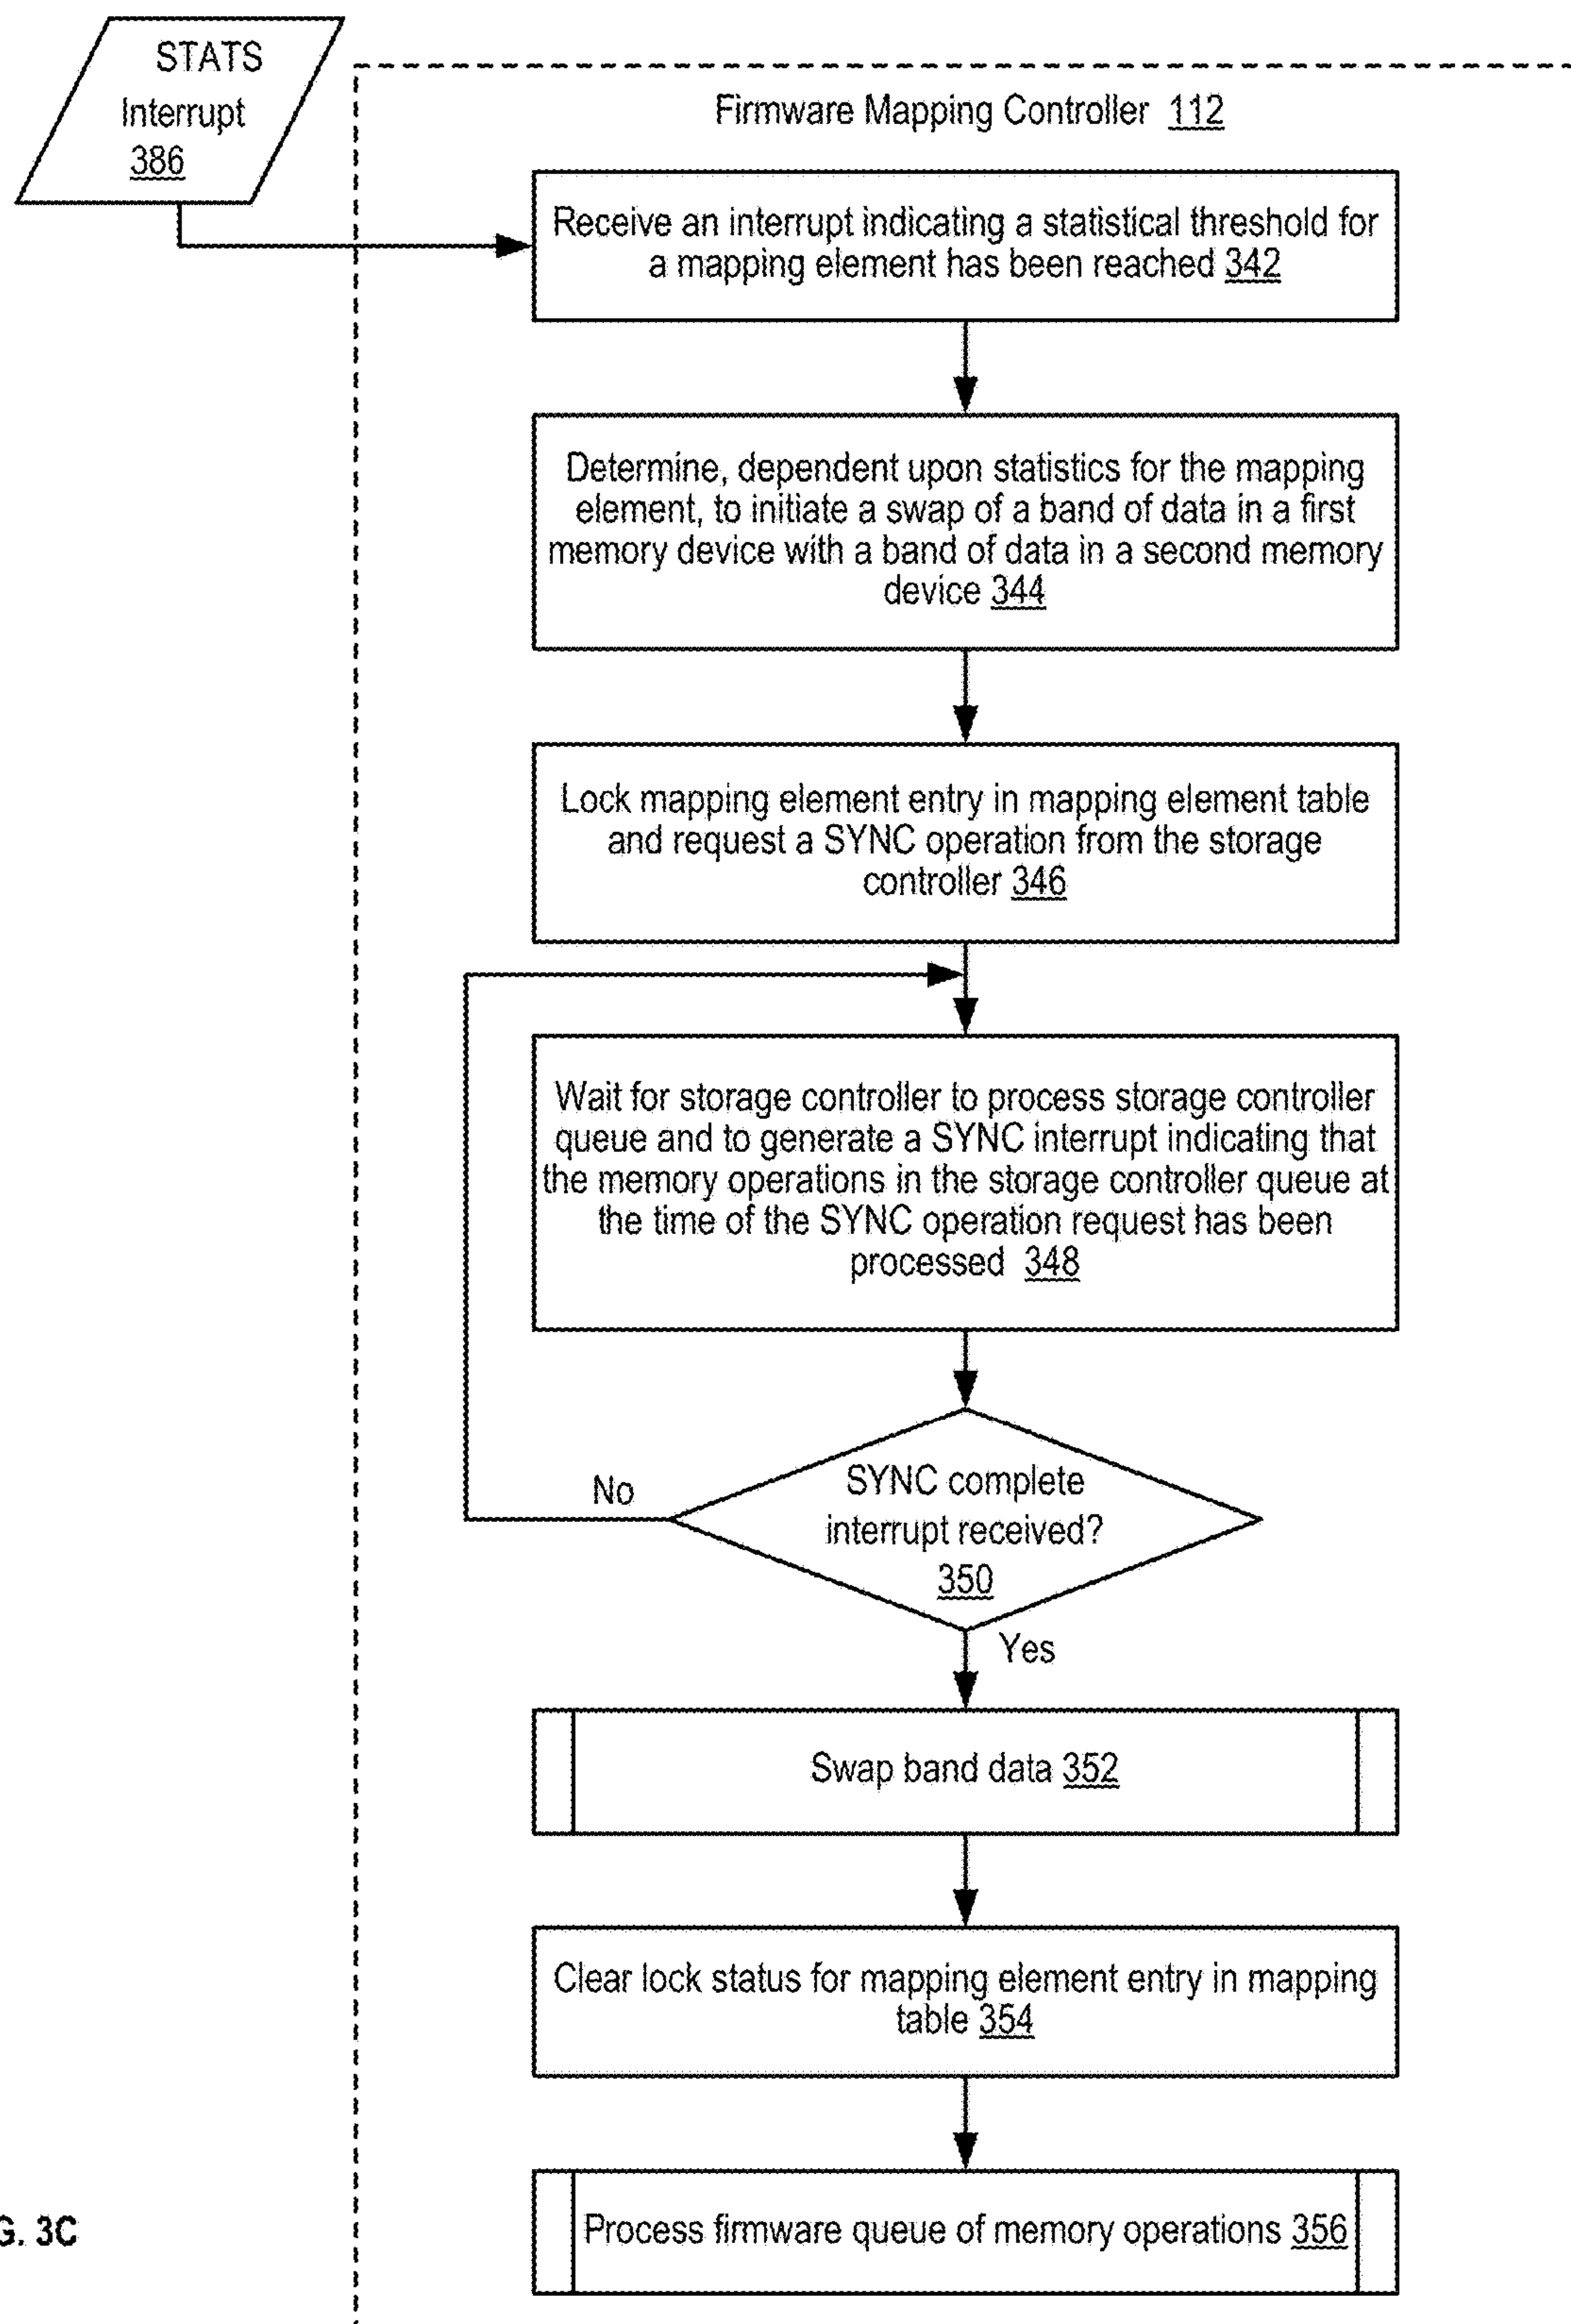 STATS
Interrupt
386
Firmware Mapping Controller 112
Receive an interrupt indicating a statistical threshold for
a mapping element has been reached 342
Determine, dependent upon statistics for the mapping
element, to initiate a swap of a band of data in a first
memory device with a band of data in a second memory
device 344
Lock mapping element entry in mapping element table
and request a SYNC operation from the storage
controller 346
Wait for storage controller to process storage controller
queue and to generate a SYNC interrupt indicating that
the memory operations in the storage controller queue at
the time of the SYNC operation request has been
processed 348
No
SYNC complete
interrupt received?
350
Yes
Swap band data 352
Clear lock status for mapping element entry in mapping
table 354
Process firmware queue of memory operations 356
G. 3C